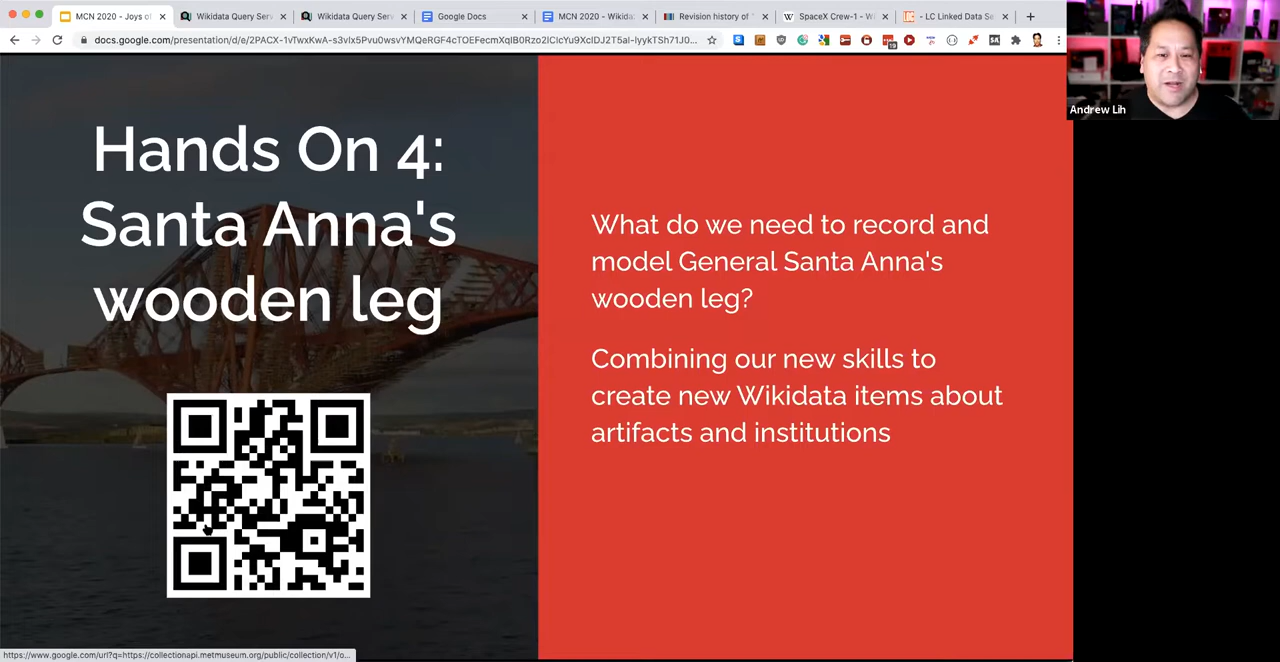 MCN 2020 - Joys of
Wikidata Query Serv
Wikidata Query Serv
Google Docs
MCN 2020 - Wikida
Revision history of "
SpaceX Crew-1 - Wi
- LC Linked Data Se
docs.google.com/presentation/d/e/2PACX-1vTwxKwA-s3vIx5Pvu0wsvYMQeRGF4cTOEFecmXqIB0Rzo2lClcYu9XclDJ2T5aI-IyykTSh71J0...
Andrew Lih
Hands On 4:
Santa Anna's
wooden leg
What do we need to record and
model General Santa Anna's
wooden leg?
Combining our new skills to
create new Wikidata items about
artifacts and institutions
https://www.google.com/url?q=https://collectionapi.metmuseum.org/public/collection/v1/o...